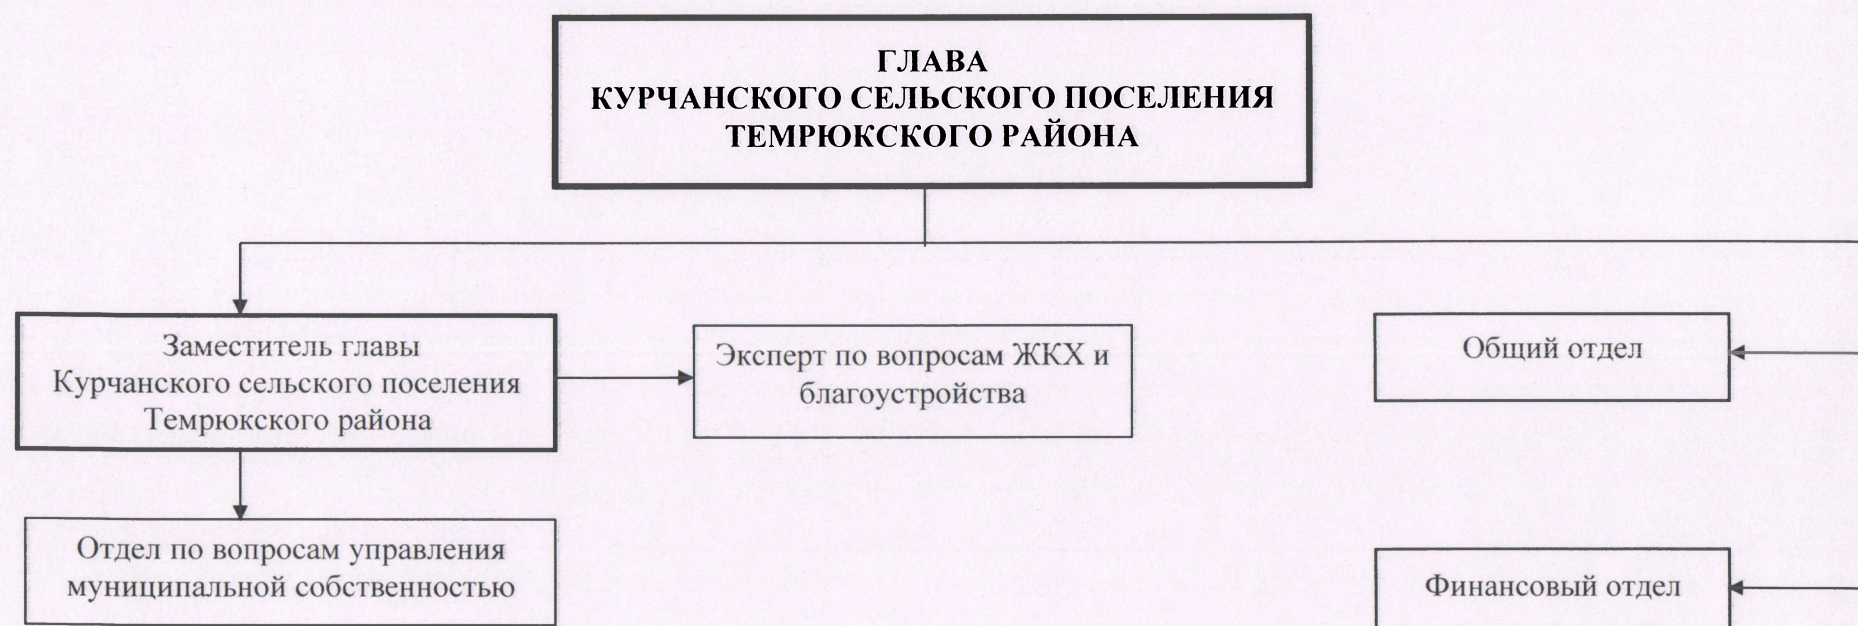 ГЛАВА
КУРЧАНСКОГО СЕЛЬСКОГО ПОСЕЛЕНИЯ
ТЕМРЮКСКОГО РАЙОНА
Заместитель главы
Курчанского сельского поселения
Темрюкского района
Эксперт по вопросам ЖКХ и
благоустройства
Общий отдел
Отдел по вопросам управления
муниципальной собственностью
Финансовый отдел